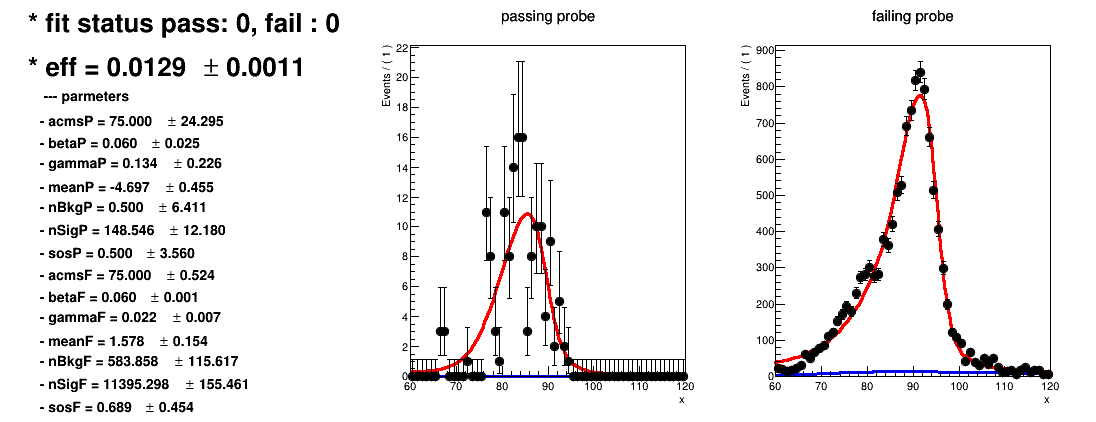 * fit status pass: 0, fail : 0
* eff = 0.0129 ± 0.0011
--- parmeters
- acmsP = 75.000 ± 24.295
- betaP = 0.060 ± 0.025
- gammaP = 0.134 ± 0.226
- meanP = -4.697 ± 0.455
- nBkgP = 0.500 ± 6.411
- nSigP = 148.546 ± 12.180
- sosP = 0.500 ± 3.560
- acmsF = 75.000 ± 0.524
- betaF = 0.060 ± 0.001
- gammaF = 0.022 ± 0.007
- meanF = 1.578 ± 0.154
- nBkgF = 583.858 ± 115.617
- nSigF = 11395.298 ± 155.461
- sosF = 0.689 ± 0.454
passing probe
Events / ( 1 )
22
20
18
16
14
12
10
8
6
4
2
0
60 70 80 90 100 110 120
x
failing probe
Events / ( 1 )
900
800
700
600
500
400
300
200
100
0
60 70 80 90 100 110 120
x